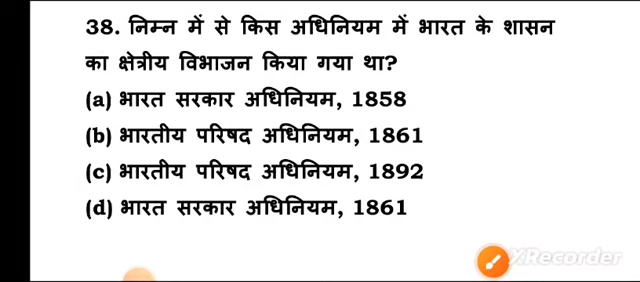 38. निम्न में से किस अधिनियम में भारत के शासन
का क्षेत्रीय विभाजन किया गया था?
(a) भारत सरकार अधिनियम, 1858
(b) भारतीय परिषद अधिनियम, 1861
(c) भारतीय परिषद अधिनियम, 1892
(d) भारत सरकार अधिनियम, 1861
XRecorder